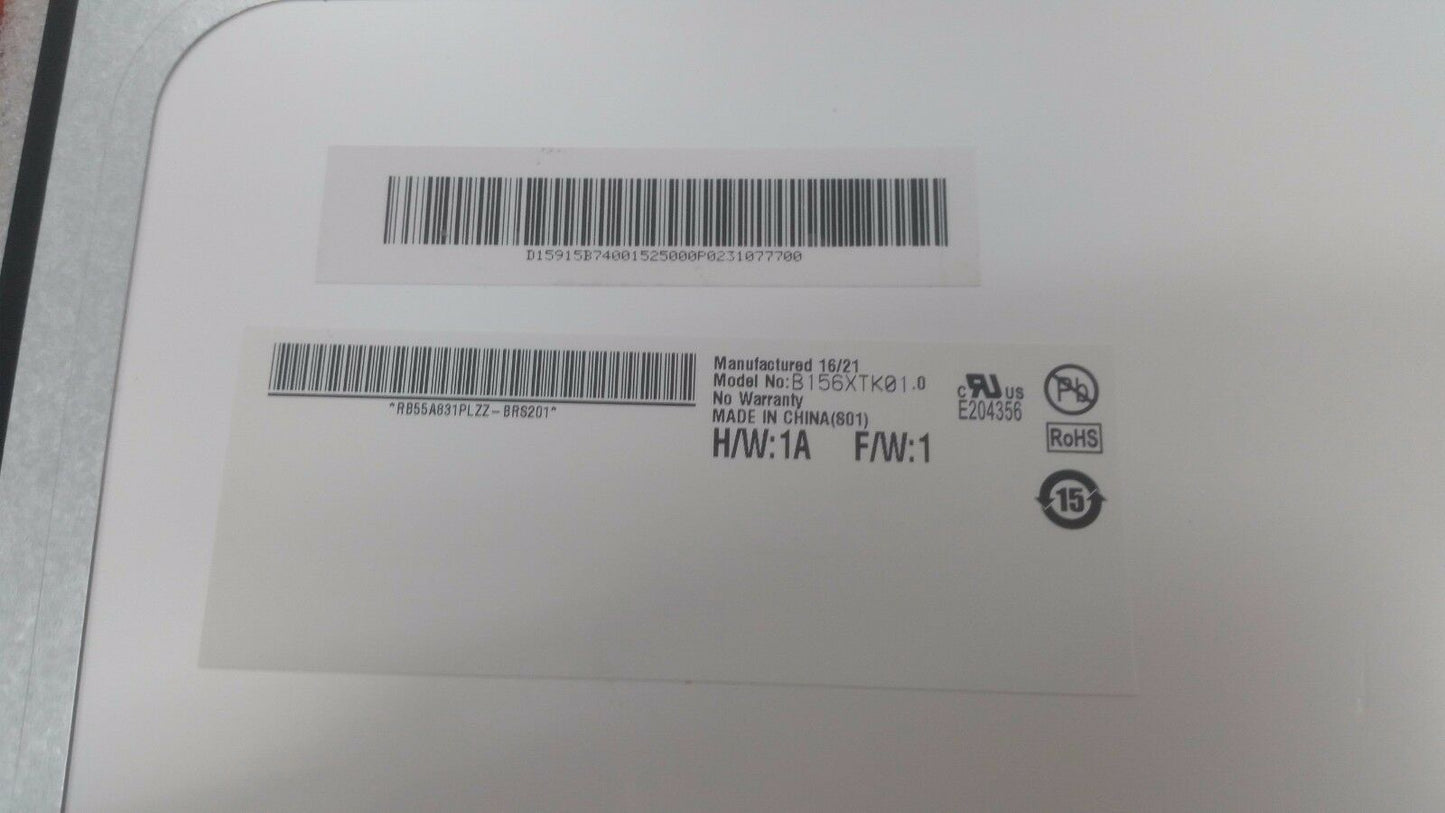 D15915B74001525000P0231077700
*RB55A831PLZZ-BRS201*
Manufactured 16/21
Model No:B156XTK01.0
No Warranty
MADE IN CHINA(S01)
H/W:1A F/W:1
c RU US
E204356
Pb
RoHS
15